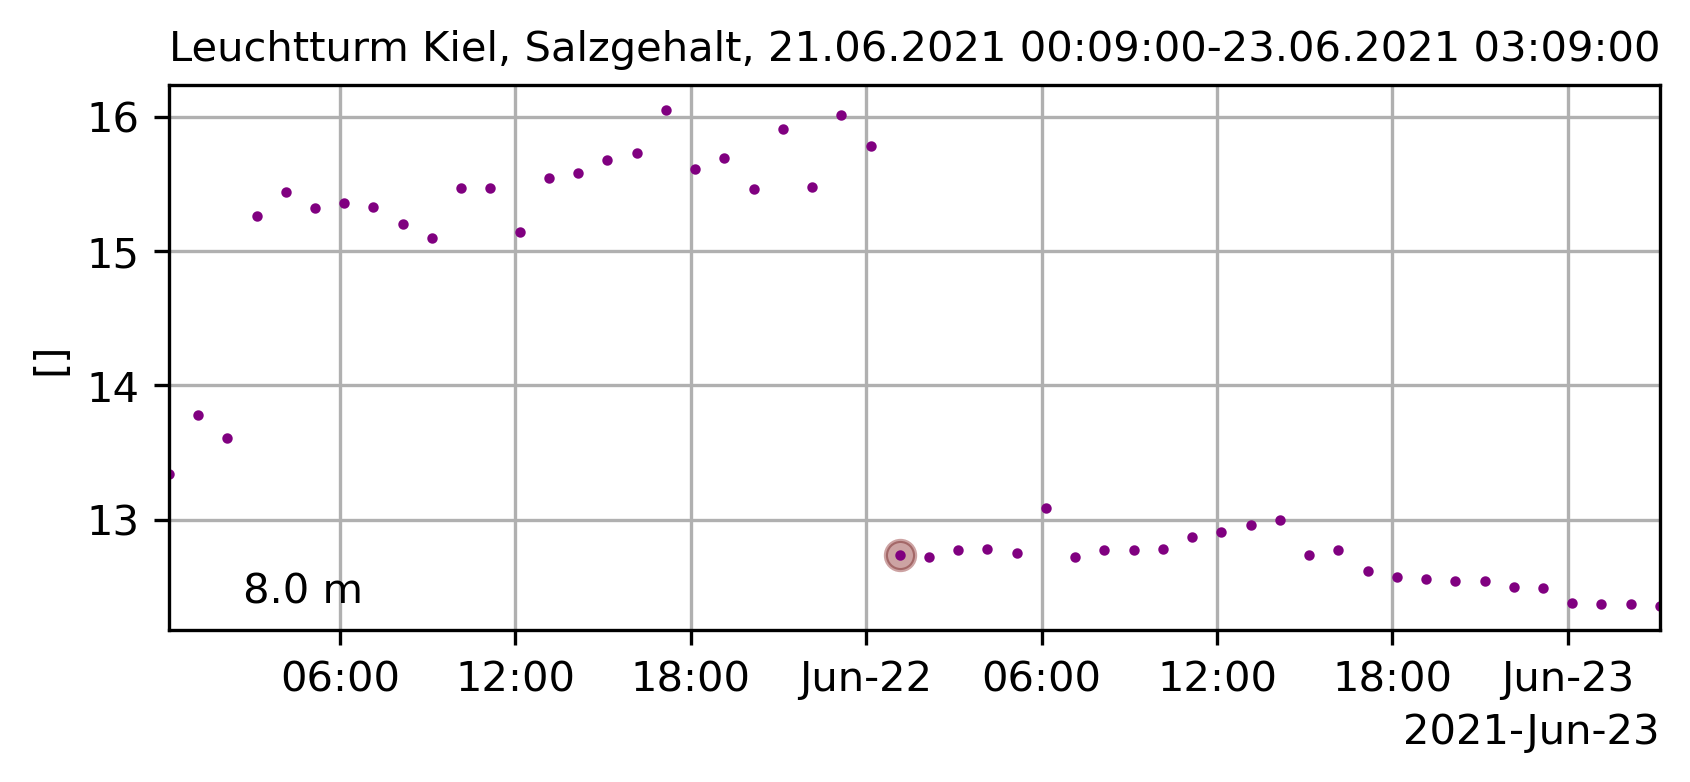 Leuchtturm Kiel, Salzgehalt, 21.06.2021 00:09:00-23.06.2021 03:09:00
16
15
14
13
[]
8.0 m
06:00 12:00 18:00 Jun-22 06:00 12:00 18:00 Jun-23
2021-Jun-23